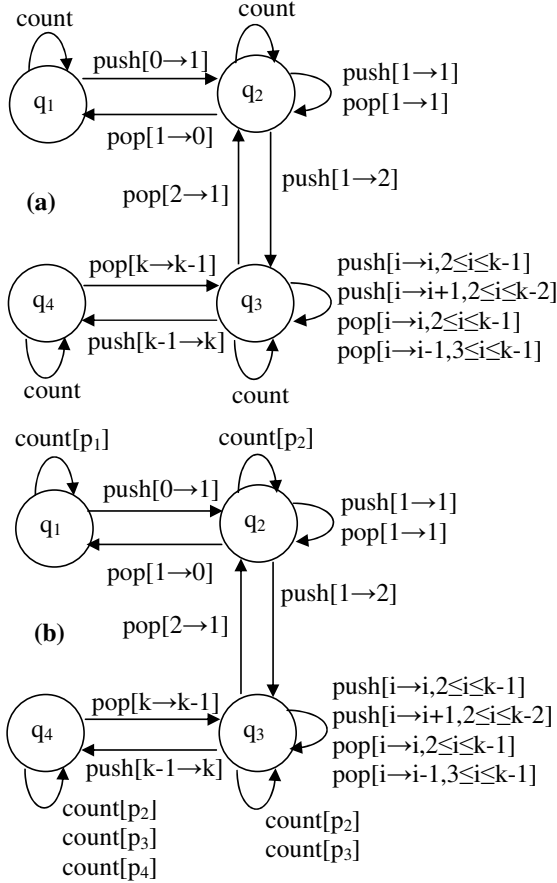 count
count
push[0→1]
q₁
q₂
push[1→1]
pop[1→1]
pop[1→0]
(a)
pop[2→1]
push[1→2]
pop[k→k-1]
q₄
q₃
push[i→i,2≤i≤k-1]
push[i→i+1,2≤i≤k-2]
pop[i→i,2≤i≤k-1]
pop[i→i-1,3≤i≤k-1]
push[k-1→k]
count
count
count[p₁]
count[p₂]
push[0→1]
q₁
q₂
push[1→1]
pop[1→1]
pop[1→0]
push[1→2]
(b)
pop[2→1]
pop[k→k-1]
q₄
q₃
push[i→i,2≤i≤k-1]
push[i→i+1,2≤i≤k-2]
pop[i→i,2≤i≤k-1]
pop[i→i-1,3≤i≤k-1]
push[k-1→k]
count[p₂]
count[p₃]
count[p₄]
count[p₂]
count[p₃]